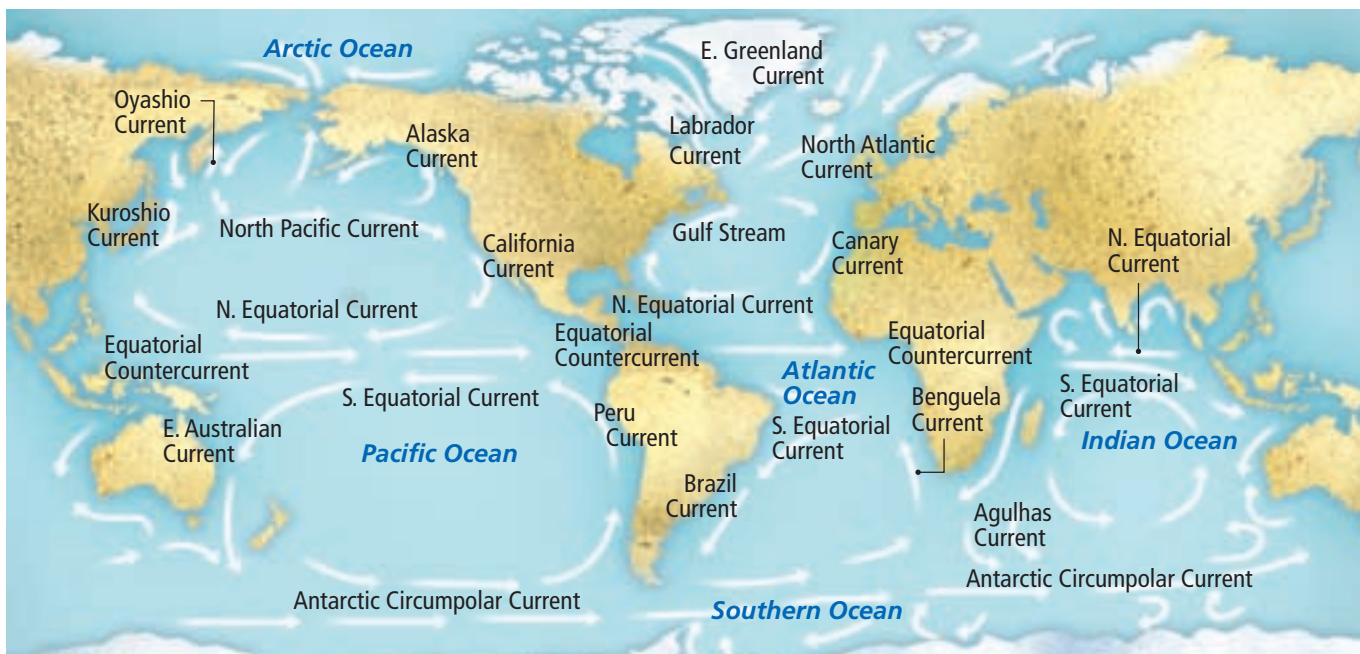 Arctic Ocean
E. Greenland
Current
Oyashio
Current
Alaska
Current
Labrador
Current
North Atlantic
Current
Kuroshio
Current
North Pacific Current
California
Current
Gulf Stream
Canary
Current
N. Equatorial
Current
N. Equatorial Current
N. Equatorial Current
Equatorial
Countercurrent
Equatorial
Countercurrent
Equatorial
Countercurrent
Atlantic
Ocean
S. Equatorial Current
S. Equatorial
Current
Benguela
Current
Peru
Current
S. Equatorial
Current
E. Australian
Current
Pacific Ocean
Indian Ocean
Brazil
Current
Agulhas
Current
Antarctic Circumpolar Current
Antarctic Circumpolar Current
Southern Ocean